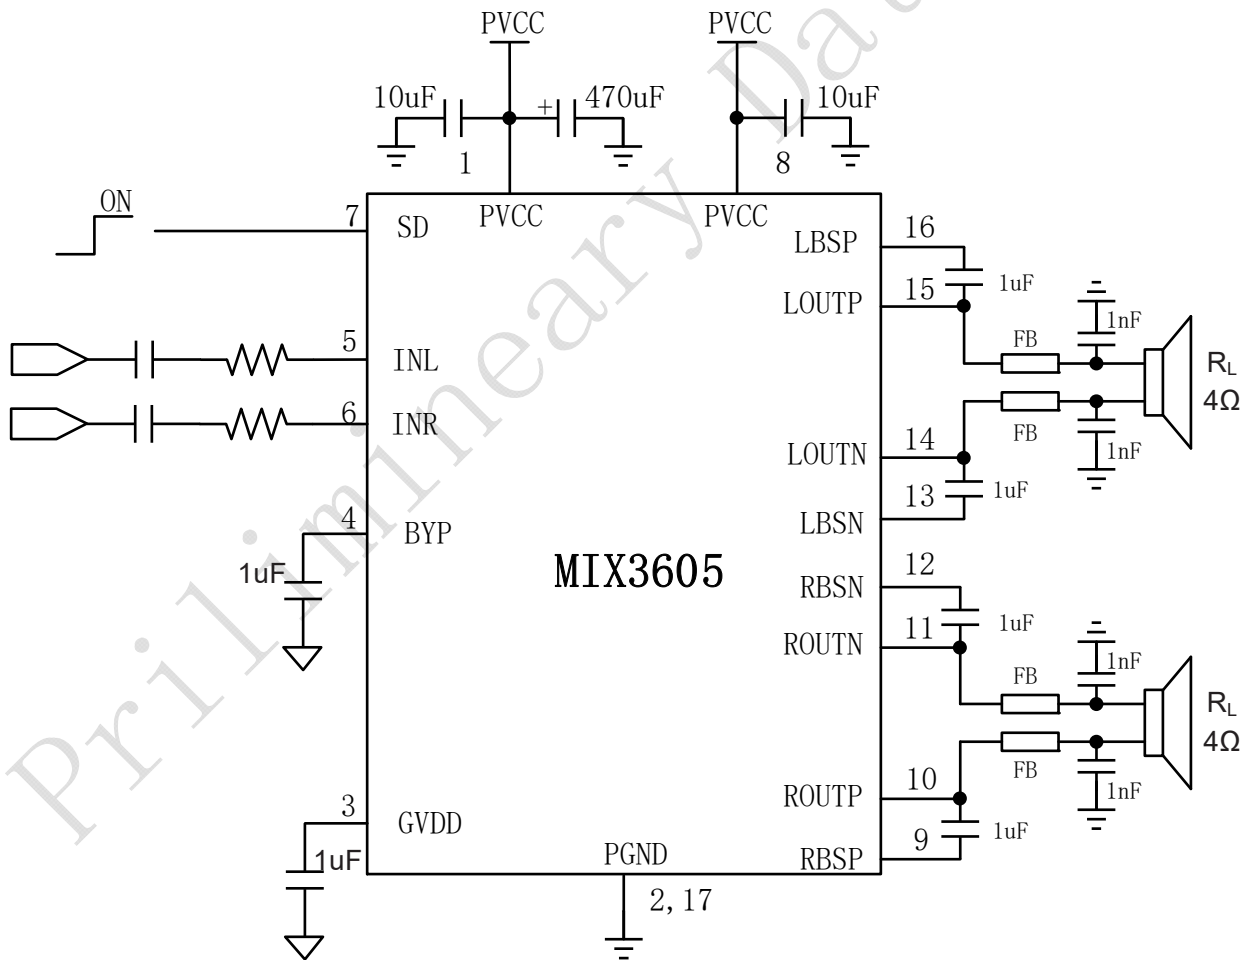 PVCC
PVCC
10uF
+
470uF
10uF
1
8
ON
7
SD
PVCC
PVCC
LBSP
16
1uF
LOUTP
15
1nF
FB
5
INL
RL
4Ω
6
INR
FB
1nF
LOUTN
14
1uF
LBSN
13
4
BYP
1uF
MIX3605
RBSN
12
1uF
ROUTN
11
1nF
FB
RL
4Ω
FB
1nF
ROUTP
10
1uF
RBSP
9
3
GVDD
1uF
PGND
2,17
Prilimineary Da